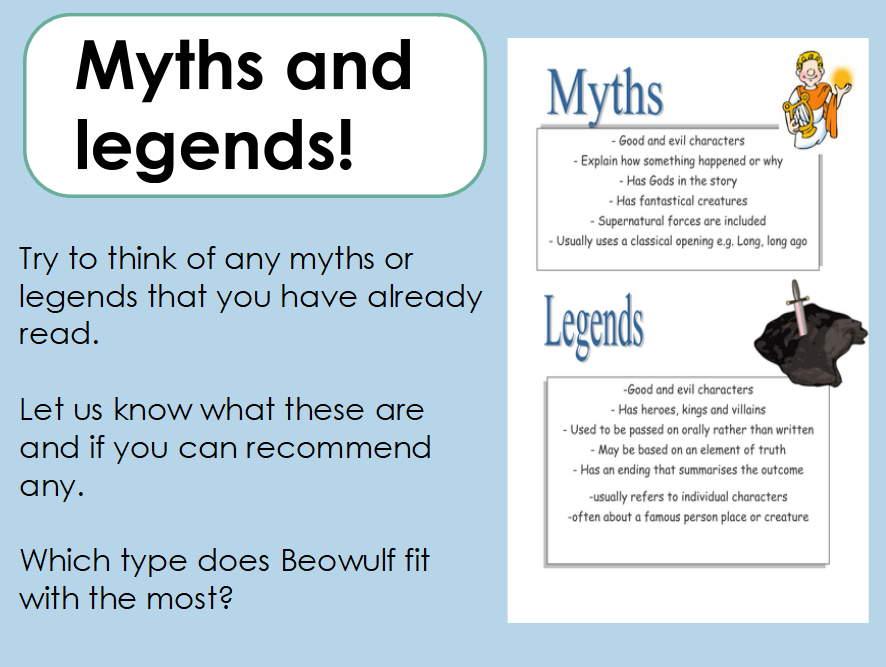 Myths and
legends!
Try to think of any myths or
legends that you have already
read.
Let us know what these are
and if you can recommend
any.
Which type does Beowulf fit
with the most?
Myths
- Good and evil characters
- Explain how something happened or why
- Has Gods in the story
- Has fantastical creatures
- Supernatural forces are included
- Usually uses a classical opening e.g. Long, long ago
Legends
-Good and evil characters
- Has heroes, kings and villains
- Used to be passed on orally rather than written
- May be based on an element of truth
- Has an ending that summarises the outcome
-usually refers to individual characters
-often about a famous person place or creature